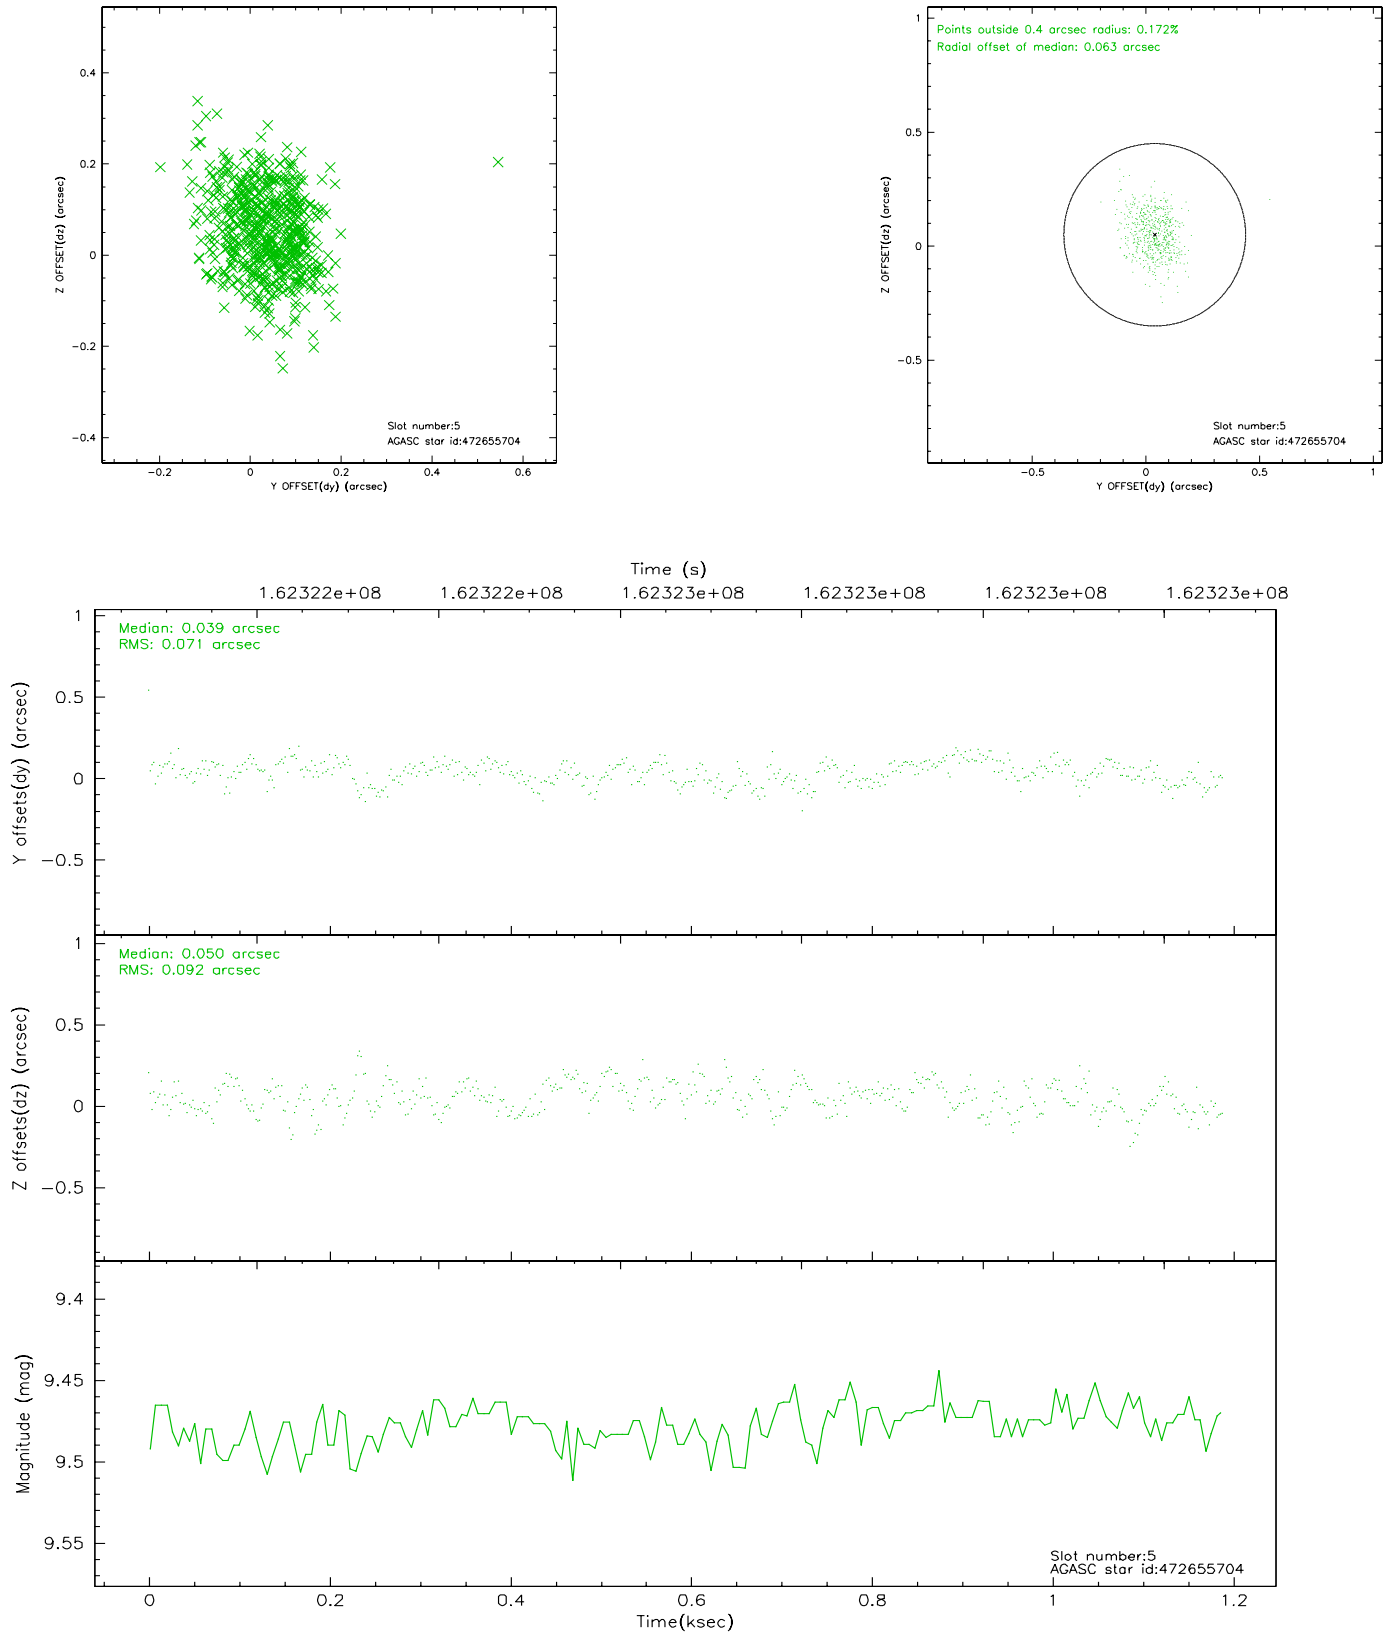 0.4
0.2
0
−0.2
−0.4
Z OFFSET(dz) (arcsec)
Slot number:5
AGASC star id:472655704
−0.2 0 0.2 0.4 0.6
Y OFFSET(dy) (arcsec)
Points outside 0.4 arcsec radius: 0.172%
Radial offset of median: 0.063 arcsec
1
0.5
0
−0.5
Z OFFSET(dz) (arcsec)
Slot number:5
AGASC star id:472655704
−0.5 0 0.5 1
Y OFFSET(dy) (arcsec)
Time (s)
1.62322e+08 1.62322e+08 1.62323e+08 1.62323e+08 1.62323e+08 1.62323e+08
Median: 0.039 arcsec
RMS: 0.071 arcsec
1
0.5
0
−0.5
Y offsets(dy) (arcsec)
Median: 0.050 arcsec
RMS: 0.092 arcsec
1
0.5
0
−0.5
Z offsets(dz) (arcsec)
9.4
9.45
9.5
9.55
Magnitude (mag)
Slot number:5
AGASC star id:472655704
0 0.2 0.4 0.6 0.8 1 1.2
Time(ksec)